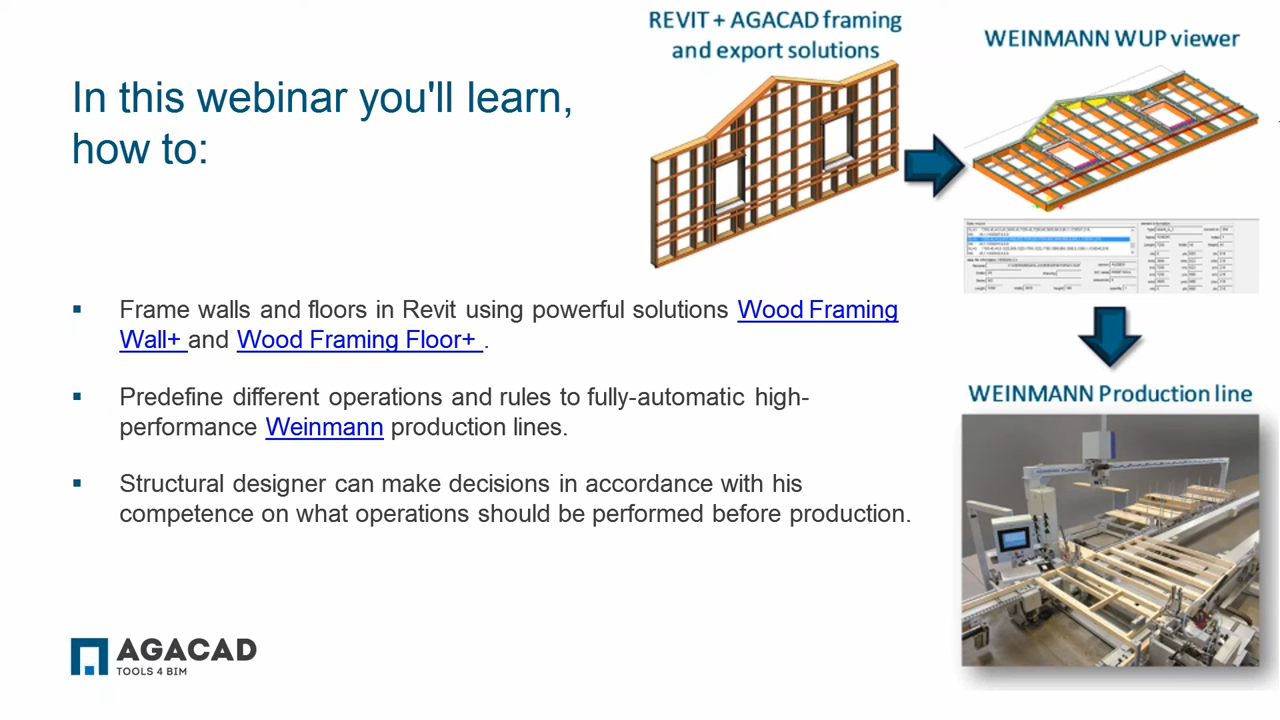 REVIT + AGACAD framing
and export solutions
WEINMANN WUP viewer
In this webinar you'll learn,
how to:
▪ Frame walls and floors in Revit using powerful solutions Wood Framing
Wall+ and Wood Framing Floor+ .
▪ Predefine different operations and rules to fully-automatic high-
performance Weinmann production lines.
▪ Structural designer can make decisions in accordance with his
competence on what operations should be performed before production.
WEINMANN Production line
AGACAD
TOOLS 4 BIM